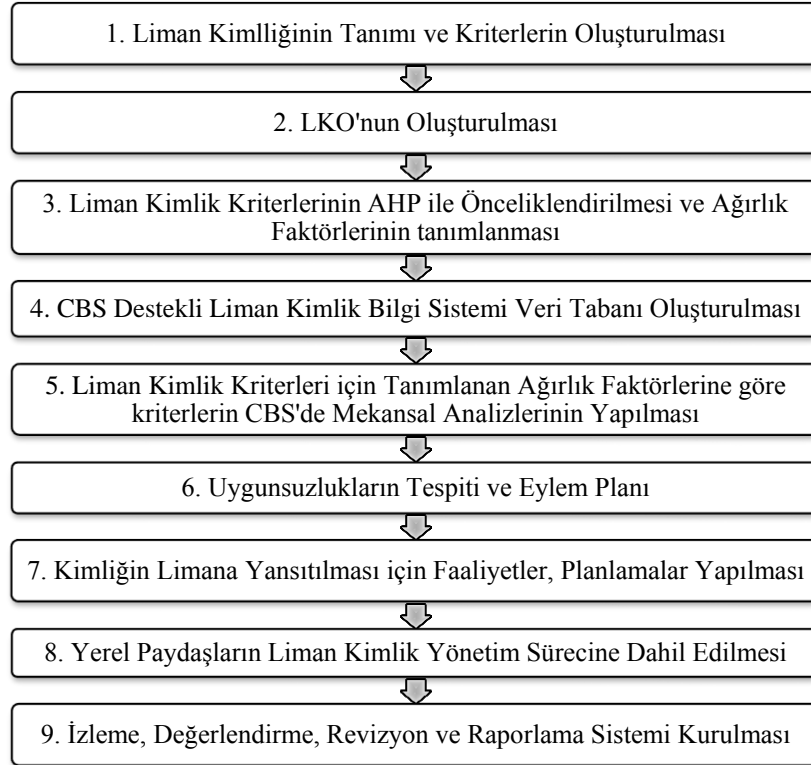 1. Liman Kimlliğinin Tanımı ve Kriterlerin Oluşturulması
2. LKO'nun Oluşturulması
3. Liman Kimlik Kriterlerinin AHP ile Önceliklendirilmesi ve Ağırlık
Faktörlerinin tanımlanması
4. CBS Destekli Liman Kimlik Bilgi Sistemi Veri Tabanı Oluşturulması
5. Liman Kimlik Kriterleri için Tanımlanan Ağırlık Faktörlerine göre
kriterlerin CBS'de Mekansal Analizlerinin Yapılması
6. Uygunsuzlukların Tespiti ve Eylem Planı
7. Kimliğin Limana Yansıtılması için Faaliyetler, Planlamalar Yapılması
8. Yerel Paydaşların Liman Kimlik Yönetim Sürecine Dahil Edilmesi
9. İzleme, Değerlendirme, Revizyon ve Raporlama Sistemi Kurulması